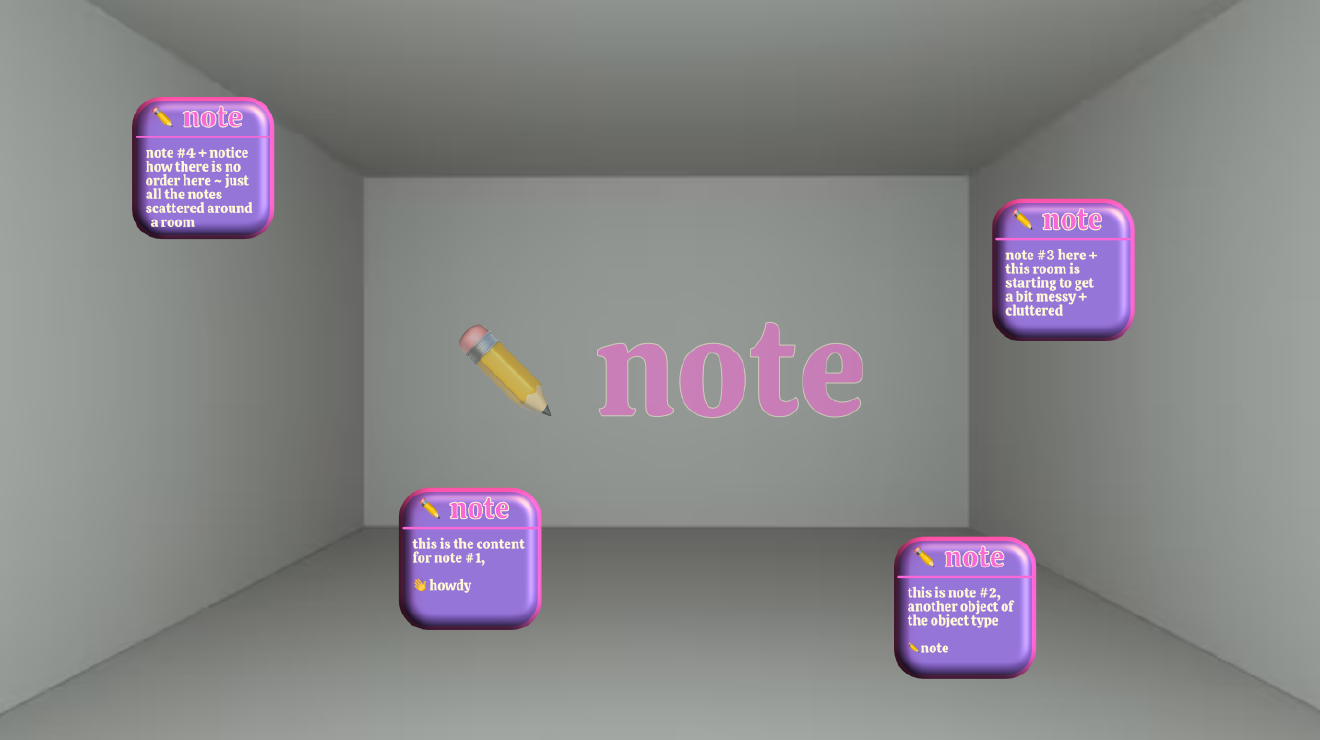 ✏️ note
note #4 + notice
how there is no
order here ~ just
all the notes
scattered around
a room
✏️ note
note #3 here +
this room is
starting to get
a bit messy +
cluttered
✏️ note
✏️ note
this is the content
for note #1,
👋 howdy
✏️ note
this is note #2,
another object of
the object type
✏️ note